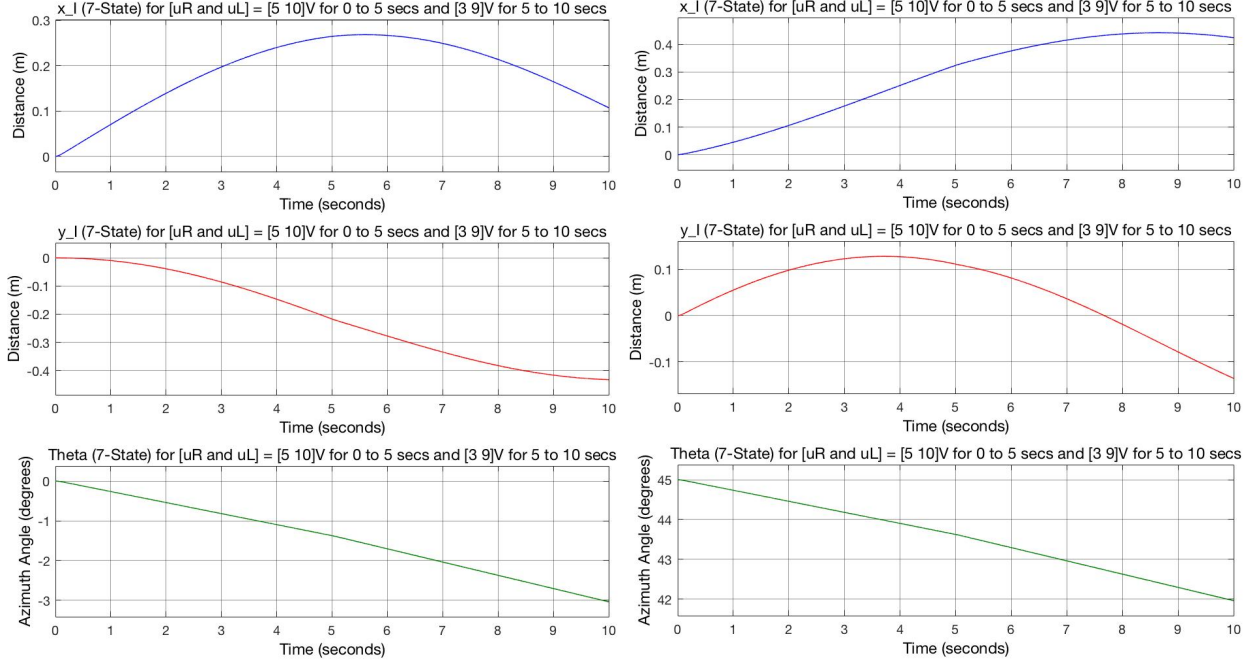 x_I (7-State) for [uR and uL] = [5 10]V for 0 to 5 secs and [3 9]V for 5 to 10 secs
0.3
0.2
0.1
0
Distance (m)
0 1 2 3 4 5 6 7 8 9 10
Time (seconds)
y_I (7-State) for [uR and uL] = [5 10]V for 0 to 5 secs and [3 9]V for 5 to 10 secs
0
-0.1
-0.2
-0.3
-0.4
Distance (m)
0 1 2 3 4 5 6 7 8 9 10
Time (seconds)
Theta (7-State) for [uR and uL] = [5 10]V for 0 to 5 secs and [3 9]V for 5 to 10 secs
0
-1
-2
-3
Azimuth Angle (degrees)
0 1 2 3 4 5 6 7 8 9 10
Time (seconds)
x_I (7-State) for [uR and uL] = [5 10]V for 0 to 5 secs and [3 9]V for 5 to 10 secs
0.4
0.3
0.2
0.1
0
Distance (m)
0 1 2 3 4 5 6 7 8 9 10
Time (seconds)
y_I (7-State) for [uR and uL] = [5 10]V for 0 to 5 secs and [3 9]V for 5 to 10 secs
0.1
0
-0.1
Distance (m)
0 1 2 3 4 5 6 7 8 9 10
Time (seconds)
Theta (7-State) for [uR and uL] = [5 10]V for 0 to 5 secs and [3 9]V for 5 to 10 secs
45
44
43
42
Azimuth Angle (degrees)
0 1 2 3 4 5 6 7 8 9 10
Time (seconds)